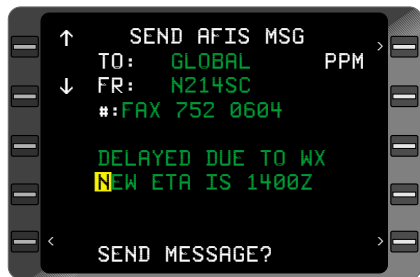 ↑ SEND AFIS MSG >
TO: GLOBAL PPM
↓ FR: N214SC
#:FAX 752 0604
DELAYED DUE TO WX
NEW ETA IS 1400Z
< >
SEND MESSAGE?